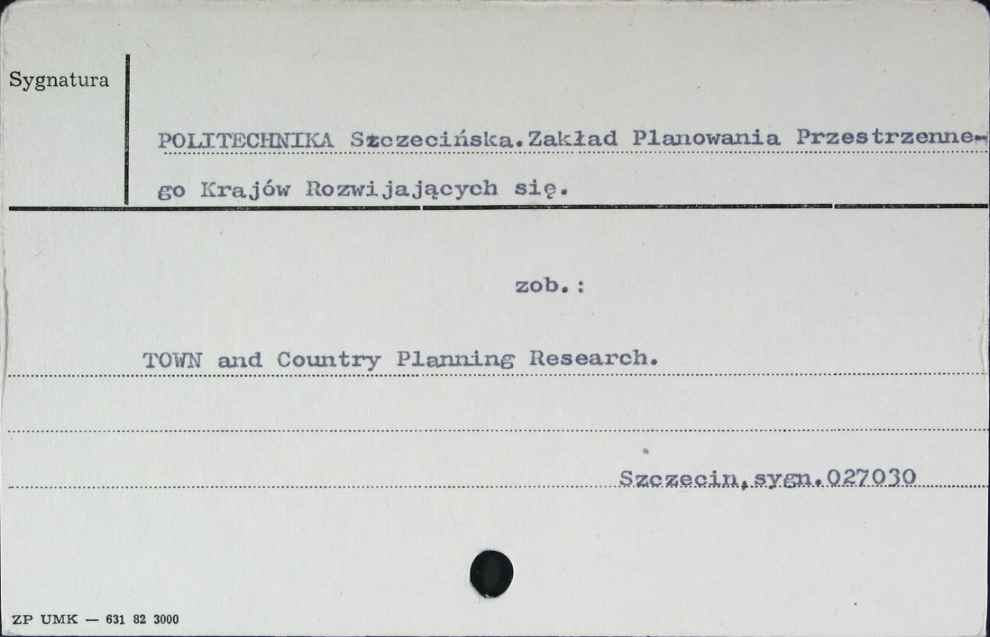 Sygnatura
POLITECHNIKA Szczecińska.Zakład Planowania Przestrzenne-
go Krajów Rozwijających się.
zob.:
TOWN and Country Planning Research.
Szczecin,sygn.027030
ZP UMK — 631 82 3000